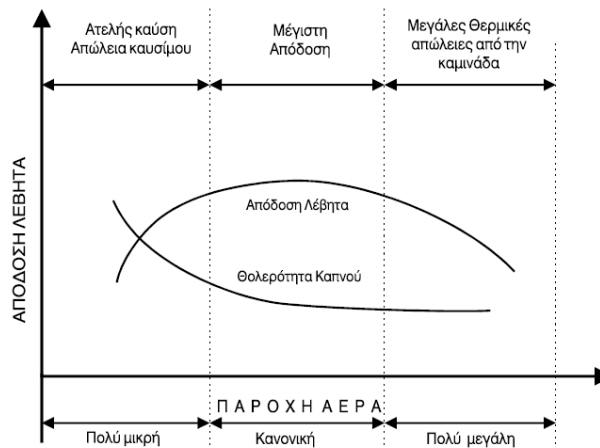 Ατελής καύση
Απώλεια καυσίμου
Μέγιστη
Απόδοση
Μεγάλες Θερμικές
απώλειες από την
καμινάδα
ΑΠΟΔΟΣΗ ΛΕΒΗΤΑ
Απόδοση Λέβητα
Θολερότητα Καπνού
ΠΑΡΟΧΗ ΑΕΡΑ
Πολύ μικρή
Κανονική
Πολύ μεγάλη